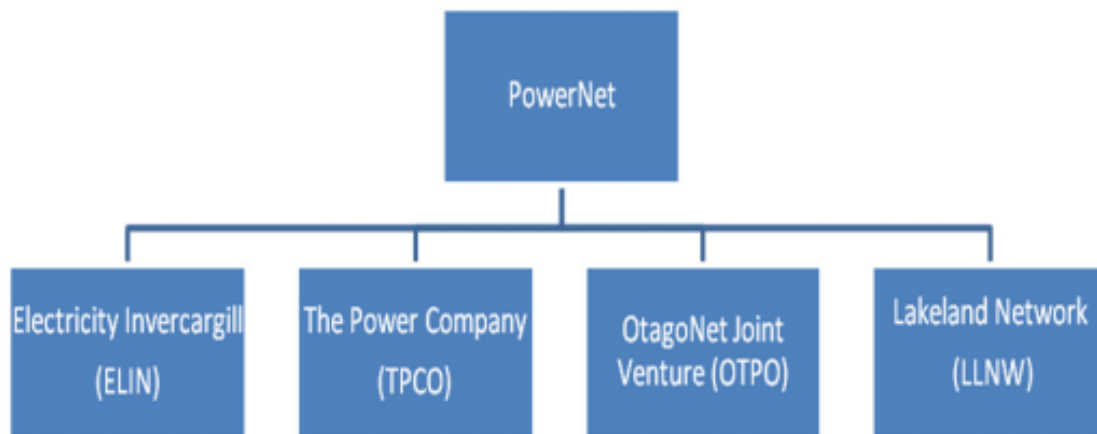 PowerNet
Electricity Invercargill
(ELIN)
The Power Company
(TPCO)
OtagoNet Joint
Venture (OTPO)
Lakeland Network
(LLNW)